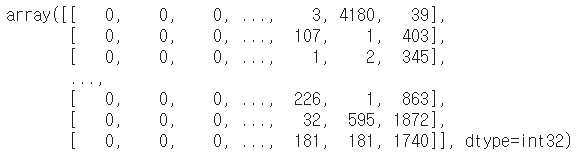 array([[   0,    0,    0, ...,    3, 4180,   39],
       [   0,    0,    0, ...,  107,    1,  403],
       [   0,    0,    0, ...,    1,    2,  345],
       ...,
       [   0,    0,    0, ...,  226,    1,  863],
       [   0,    0,    0, ...,   32,  595, 1872],
       [   0,    0,    0, ...,  181,  181, 1740]], dtype=int32)